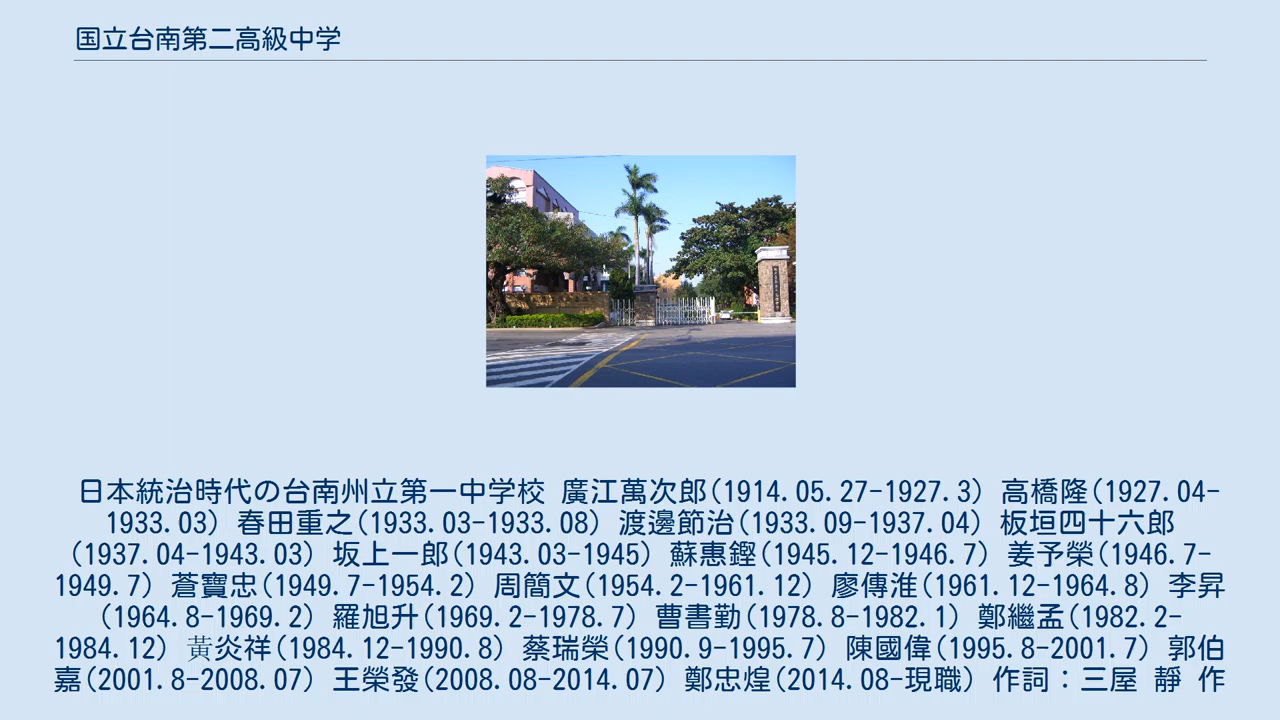 国立台南第二高級中学
日本統治時代の台南州立第一中学校 廣江萬次郎(1914.05.27-1927.3) 高橋隆(1927.04-
1933.03) 春田重之(1933.03-1933.08) 渡邊節治(1933.09-1937.04) 板垣四十六郎
(1937.04-1943.03) 坂上一郎(1943.03-1945) 蘇惠鏗(1945.12-1946.7) 姜予榮(1946.7-
1949.7) 蒼寶忠(1949.7-1954.2) 周簡文(1954.2-1961.12) 廖傳淮(1961.12-1964.8) 李昇
(1964.8-1969.2) 羅旭升(1969.2-1978.7) 曹書勤(1978.8-1982.1) 鄭繼孟(1982.2-
1984.12) 黃炎祥(1984.12-1990.8) 蔡瑞榮(1990.9-1995.7) 陳國偉(1995.8-2001.7) 郭伯
嘉(2001.8-2008.07) 王榮發(2008.08-2014.07) 鄭忠煌(2014.08-現職) 作詞：三屋 靜 作